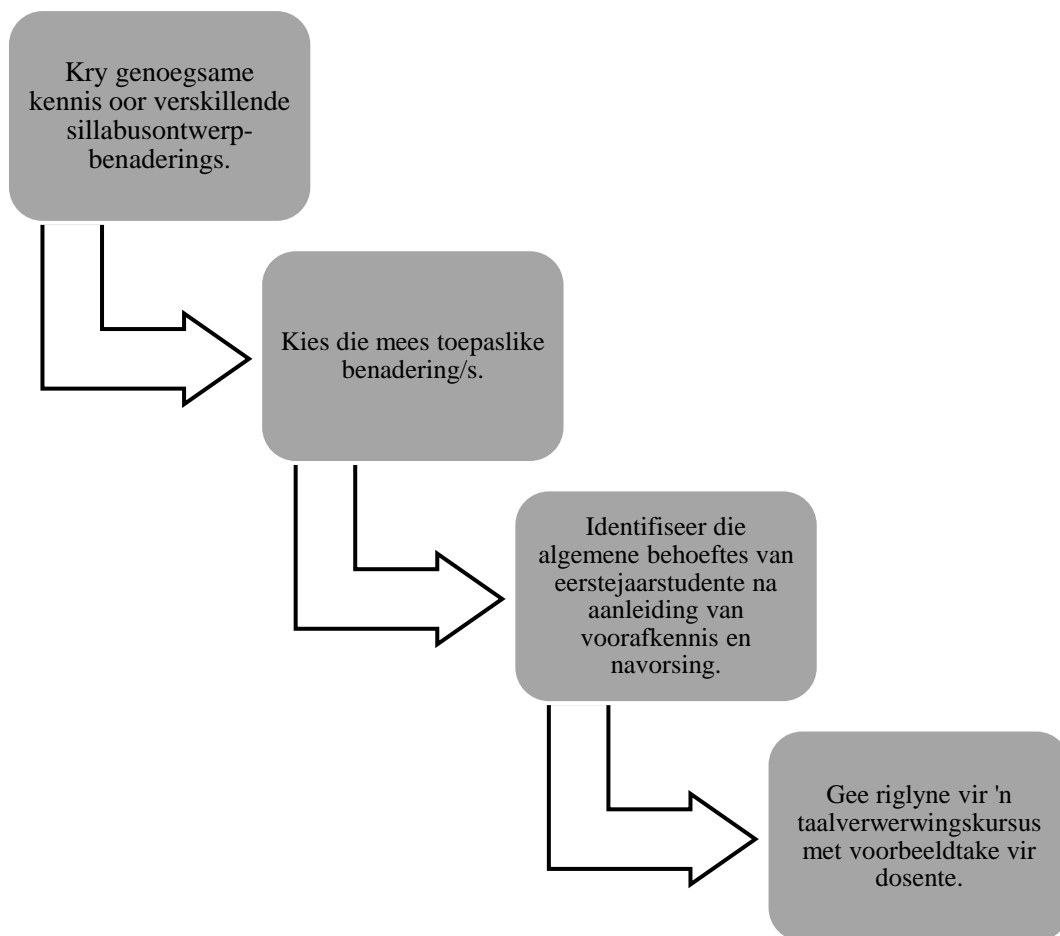 Kry genoegsame
kennis oor verskillende
sillabusontwerp-
benaderings.
Kies die mees toepaslike
benadering/s.
Identifiseer die
algemene behoeftes van
eerstejaarstudente na
aanleiding van
voorafkennis en
navorsing.
Gee riglyne vir 'n
taalverwerwingskursus
met voorbeeldtake vir
dosente.